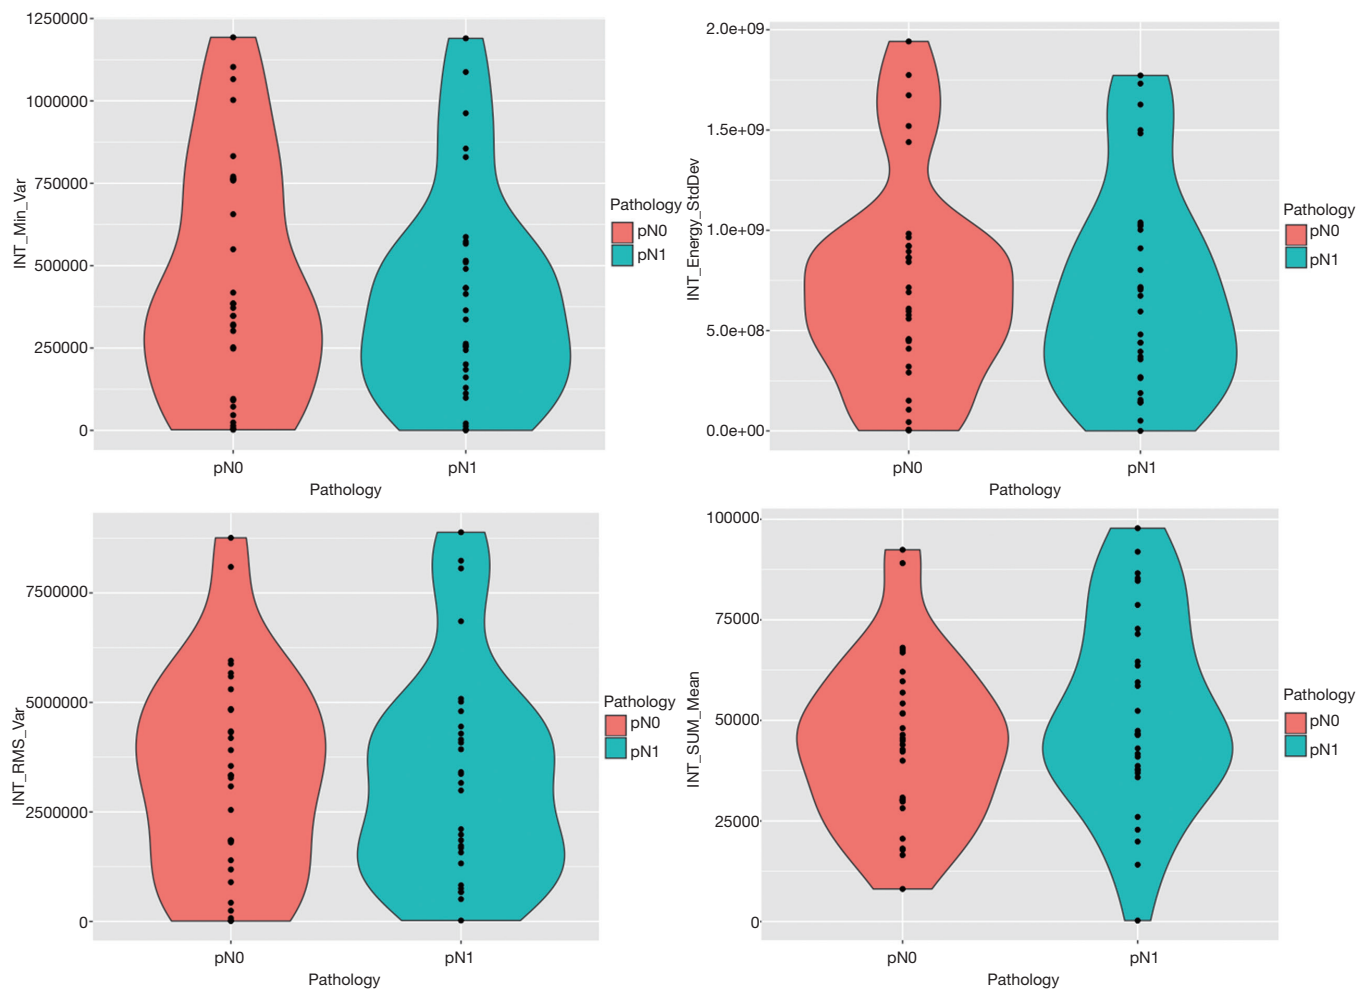 INT_Min_Var
1250000
1000000
750000
500000
250000
0
pN0
pN1
Pathology
Pathology
pN0
pN1
INT_Energy_StdDev
2.0e+09
1.5e+09
1.0e+09
5.0e+08
0.0e+00
pN0
pN1
Pathology
Pathology
pN0
pN1
INT_RMS_Var
7500000
5000000
2500000
0
pN0
pN1
Pathology
Pathology
pN0
pN1
INT_SUM_Mean
100000
75000
50000
25000
0
pN0
pN1
Pathology
Pathology
pN0
pN1